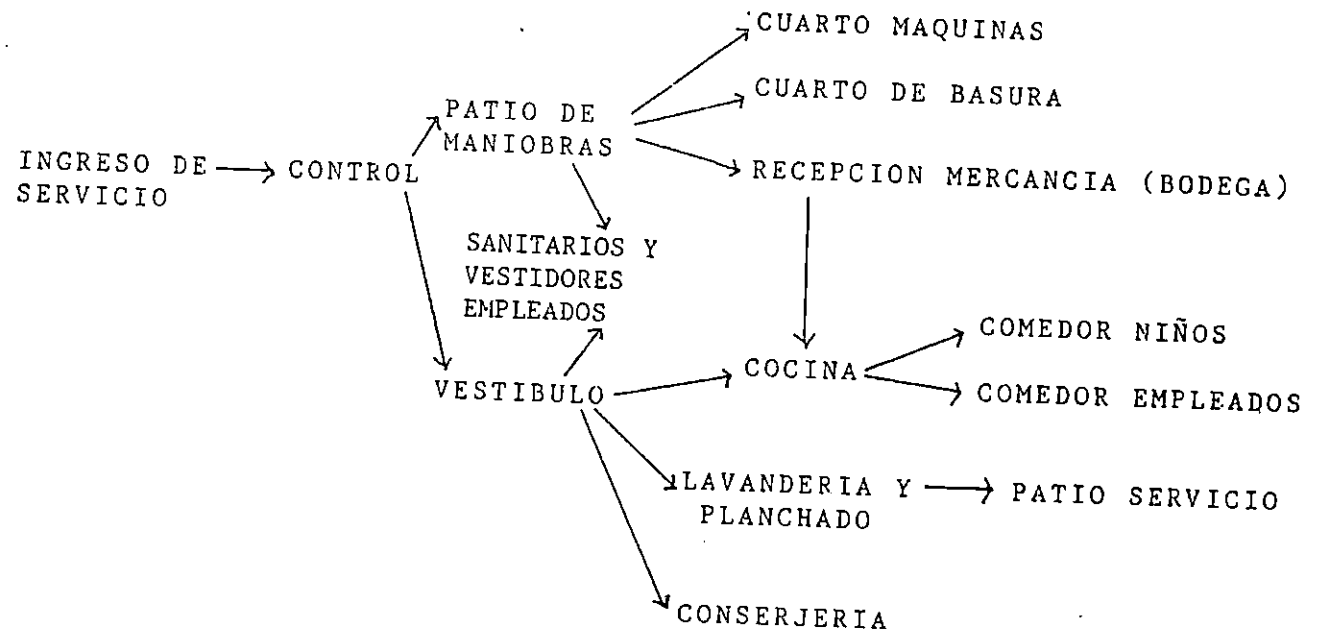 CUARTO MAQUINAS
CUARTO DE BASURA
PATIO DE
MANIOBRAS
INGRESO DE
SERVICIO
CONTROL
RECEPCION MERCANCIA (BODEGA)
SANITARIOS Y
VESTIDORES
EMPLEADOS
COMEDOR NIÑOS
COCINA
VESTIBULO
COMEDOR EMPLEADOS
LAVANDERIA Y
PLANCHADO
PATIO SERVICIO
CONSERJERIA